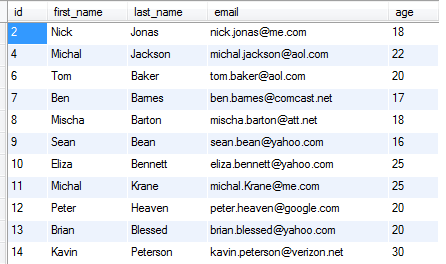 id first_name last_name email age
2 Nick Jonas nick.jonas@me.com 18
4 Michal Jackson michal.jackson@aol.com 22
6 Tom Baker tom.baker@aol.com 20
7 Ben Barnes ben.barnes@comcast.net 17
8 Mischa Barton mischa.barton@att.net 18
9 Sean Bean sean.bean@yahoo.com 16
10 Eliza Bennett eliza.bennett@yahoo.com 25
11 Michal Krane michal.Krane@me.com 25
12 Peter Heaven peter.heaven@google.com 20
13 Brian Blessed brian.blessed@yahoo.com 20
14 Kavin Peterson kavin.peterson@verizon.net 30